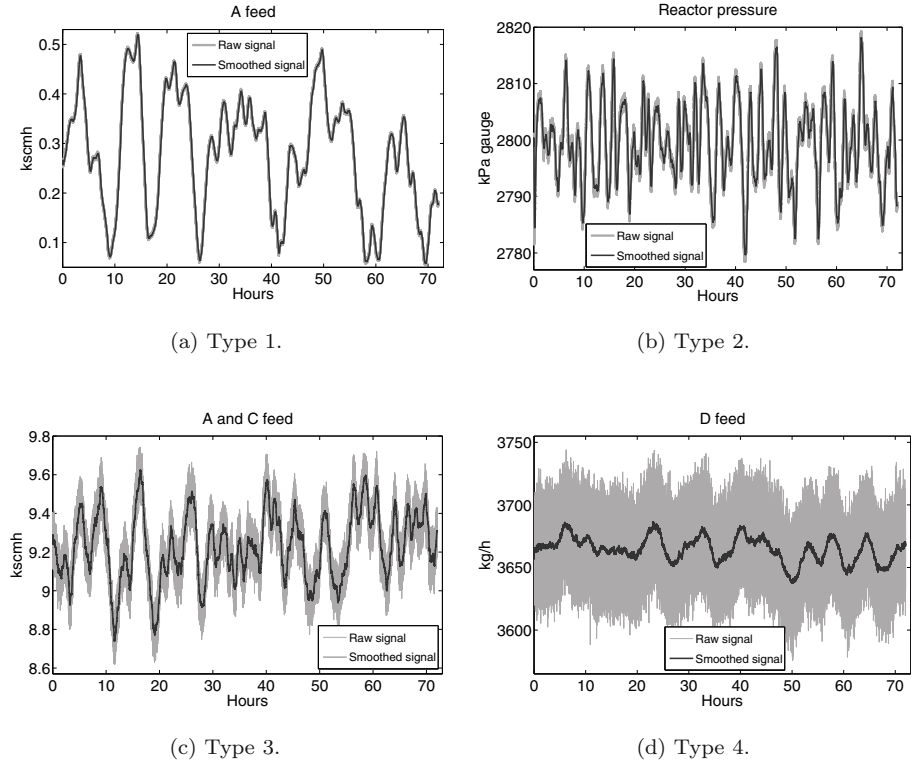 A feed
0.5
0.4
0.3
0.2
0.1
kscmh
Raw signal
Smoothed signal
0 10 20 30 40 50 60 70
Hours
(a) Type 1.
Reactor pressure
2820
2810
2800
2790
2780
kPa gauge
Raw signal
Smoothed signal
0 10 20 30 40 50 60 70
Hours
(b) Type 2.
A and C feed
9.8
9.6
9.4
9.2
9
8.8
8.6
kscmh
Raw signal
Smoothed signal
0 10 20 30 40 50 60 70
Hours
(c) Type 3.
D feed
3750
3700
3650
3600
kg/h
Raw signal
Smoothed signal
0 10 20 30 40 50 60 70
Hours
(d) Type 4.